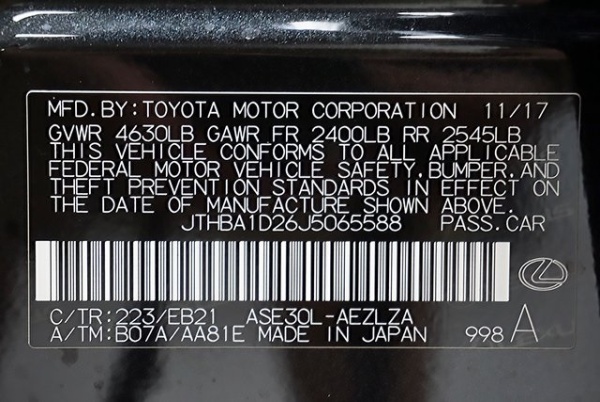 MFD.BY:TOYOTA MOTOR CORPORATION 11/17
GVWR 4630LB GAWR FR 2400LB RR 2545LB
THIS VEHICLE CONFORMS TO ALL APPLICABLE
FEDERAL MOTOR VEHICLE SAFETY,BUMPER,AND
THEFT PREVENTION STANDARDS IN EFFECT ON
THE DATE OF MANUFACTURE SHOWN ABOVE.
JTHBA1D26J5065588 PASS.CAR
C/TR:223/EB21 ASE30L-AEZLZA
A/TM:B07A/AA81E MADE IN JAPAN 998 A